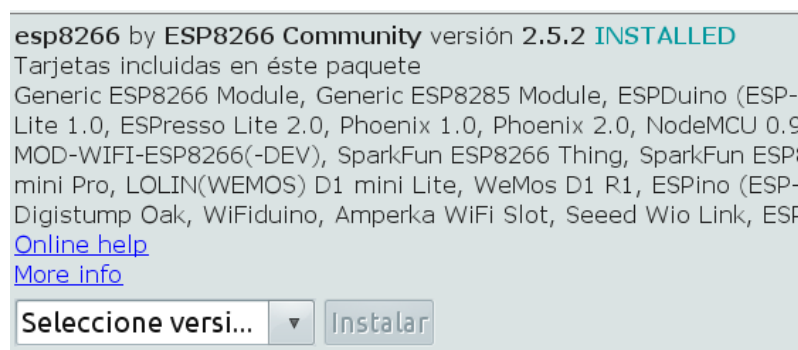 esp8266 by ESP8266 Community versión 2.5.2 INSTALLED
Tarjetas incluidas en éste paquete
Generic ESP8266 Module, Generic ESP8285 Module, ESPDuino (ESP-
Lite 1.0, ESPresso Lite 2.0, Phoenix 1.0, Phoenix 2.0, NodeMCU 0.9
MOD-WIFI-ESP8266(-DEV), SparkFun ESP8266 Thing, SparkFun ESP8
mini Pro, LOLIN(WEMOS) D1 mini Lite, WeMos D1 R1, ESPino (ESP-
Digistump Oak, WiFiduino, Amperka WiFi Slot, Seeed Wio Link, ESP
Online help
More info
Seleccione versi... Instalar